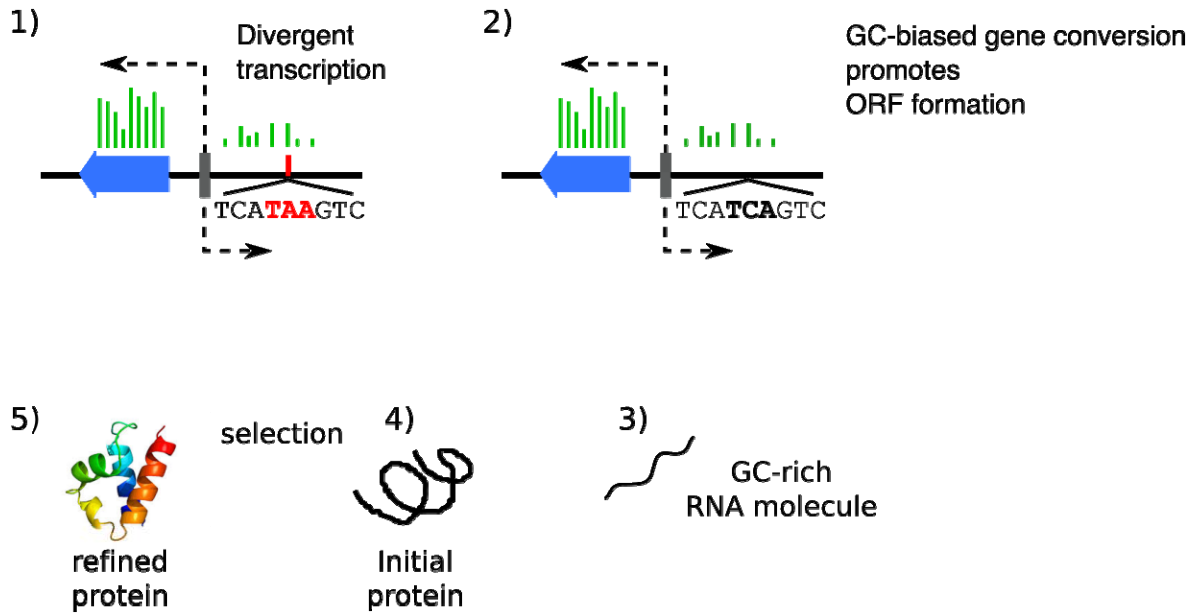 1)
Divergent
transcription
TCATAAGTC
2)
GC-biased gene conversion
promotes
ORF formation
TCATCAGTC
5)
selection
refined
protein
4)
Initial
protein
3)
GC-rich
RNA molecule